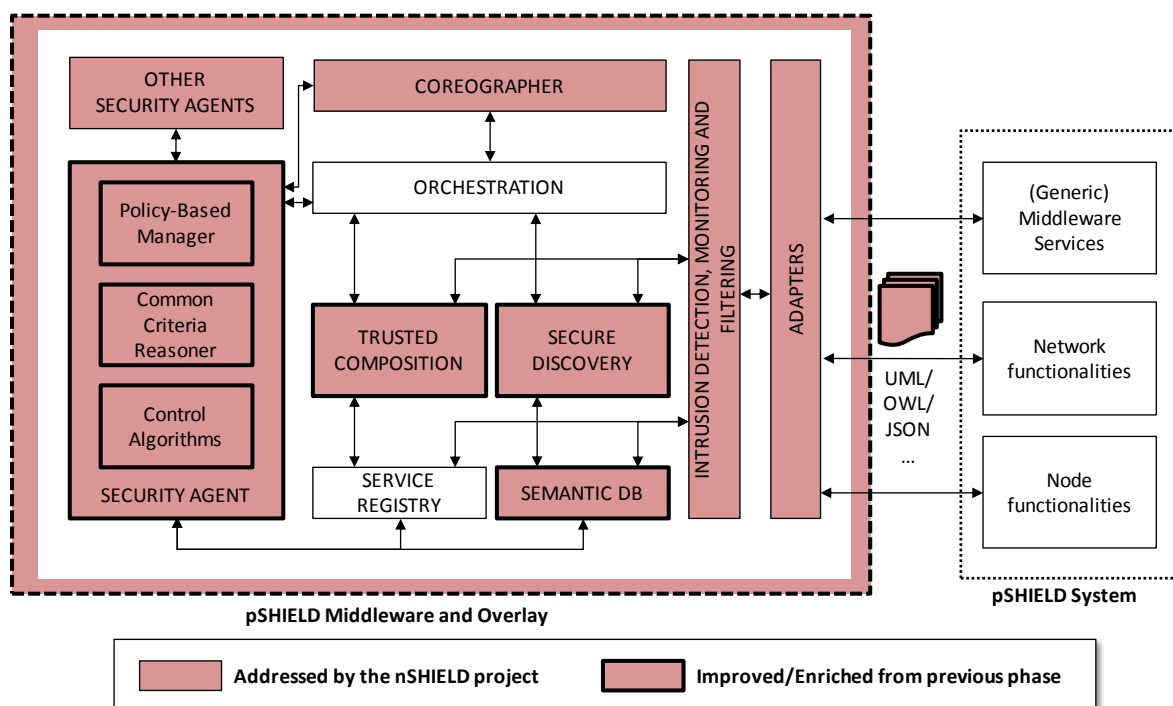 OTHER
SECURITY AGENTS
COREOGRAPHER
ORCHESTRATION
Policy-Based
Manager
Common
Criteria
Reasoner
Control
Algorithms
SECURITY AGENT
TRUSTED
COMPOSITION
SECURE
DISCOVERY
SERVICE
REGISTRY
SEMANTIC DB
INTRUSION DETECTION, MONITORING AND
FILTERING
ADAPTERS
UML/
OWL/
JSON
...
(Generic)
Middleware
Services
Network
functionalities
Node
functionalities
pSHIELD Middleware and Overlay
pSHIELD System
Addressed by the nSHIELD project
Improved/Enriched from previous phase